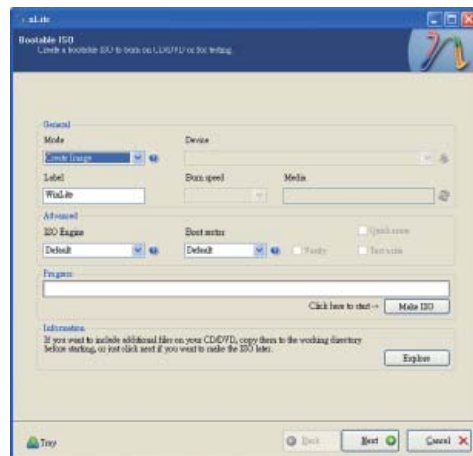 nLite
Bootable ISO
Create a bootable ISO to burn on CD/DVD or for testing.
General
Mode
Device
Create Image
Label
Burn speed
Media
WinLite
Advanced
ISO Engine
Boot sector
Quick erase
Default
Default
Verify
Test write
Progress
Click here to start ->
Make ISO
Information
If you want to include additional files on your CD/DVD, copy them to the working directory
before starting, or just click next if you want to make the ISO later.
Explore
Tray
Back
Next
Cancel